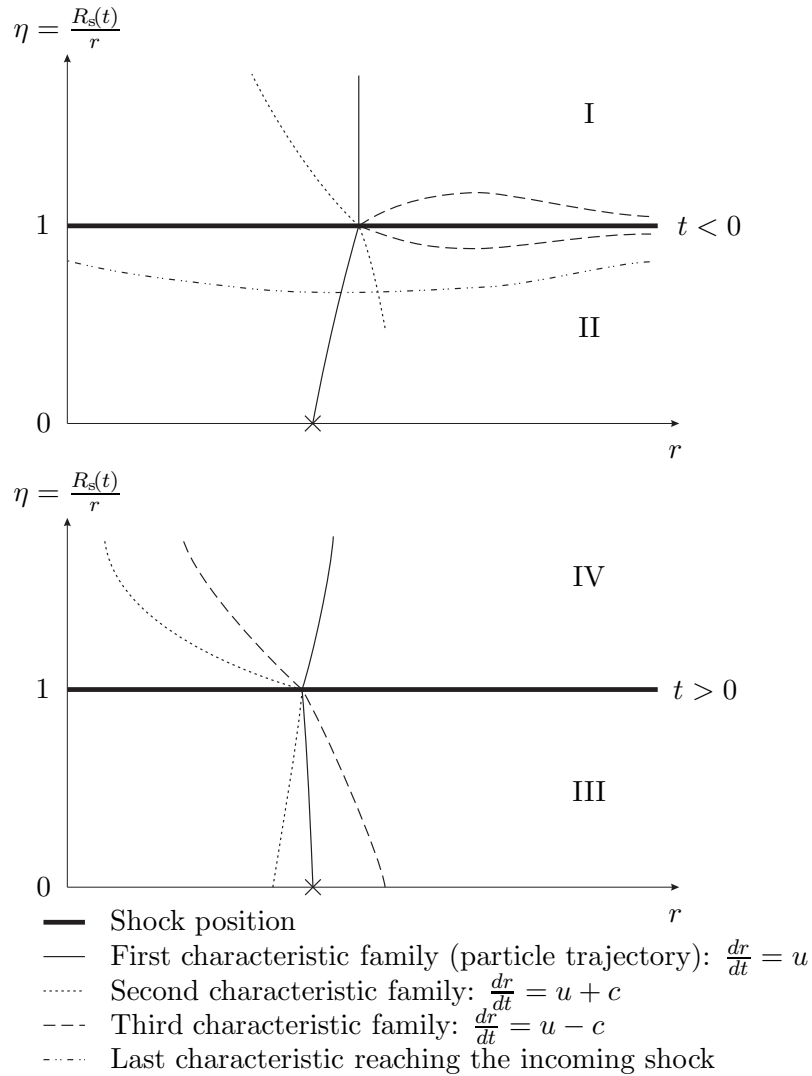 η = R_s(t)/r
I
1
t < 0
II
0
r
η = R_s(t)/r
IV
1
t > 0
III
0
r
Shock position
First characteristic family (particle trajectory): dr/dt = u
Second characteristic family: dr/dt = u + c
Third characteristic family: dr/dt = u − c
Last characteristic reaching the incoming shock